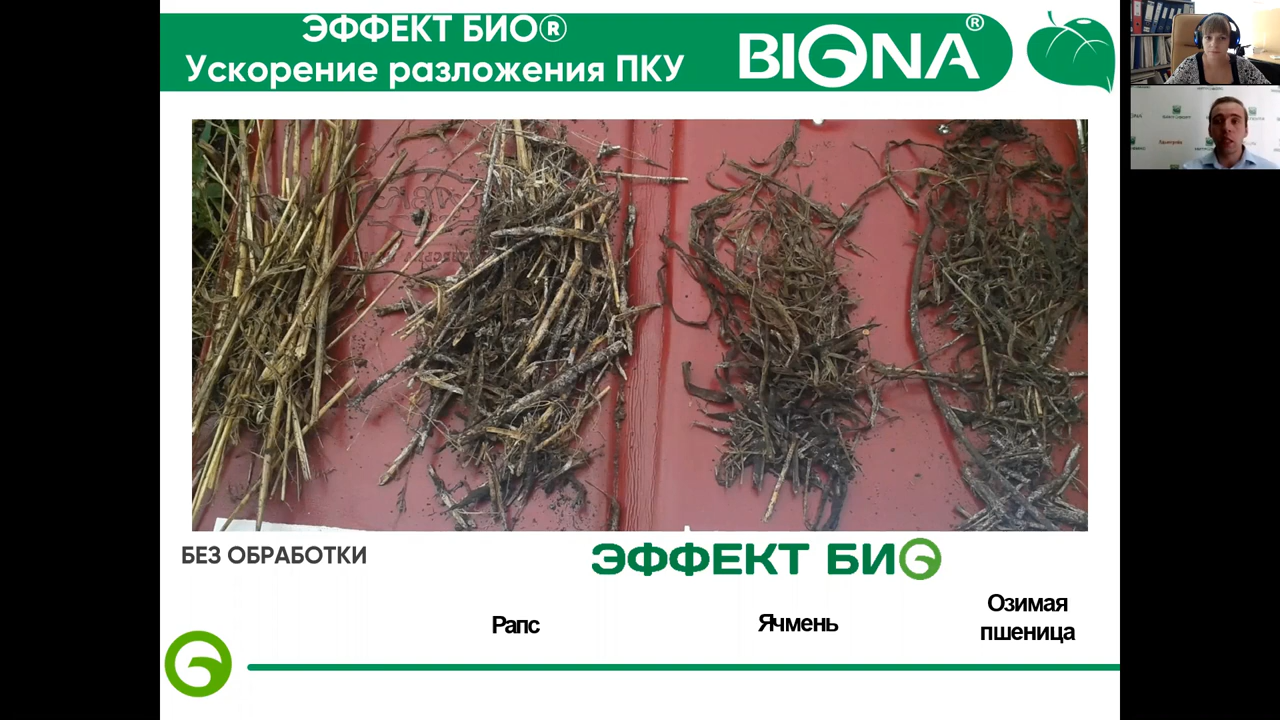 ЭФФЕКТ БИО®
Ускорение разложения ПКУ
BIONA®
БЕЗ ОБРАБОТКИ
ЭФФЕКТ БИО
Рапс
Ячмень
Озимая
пшеница